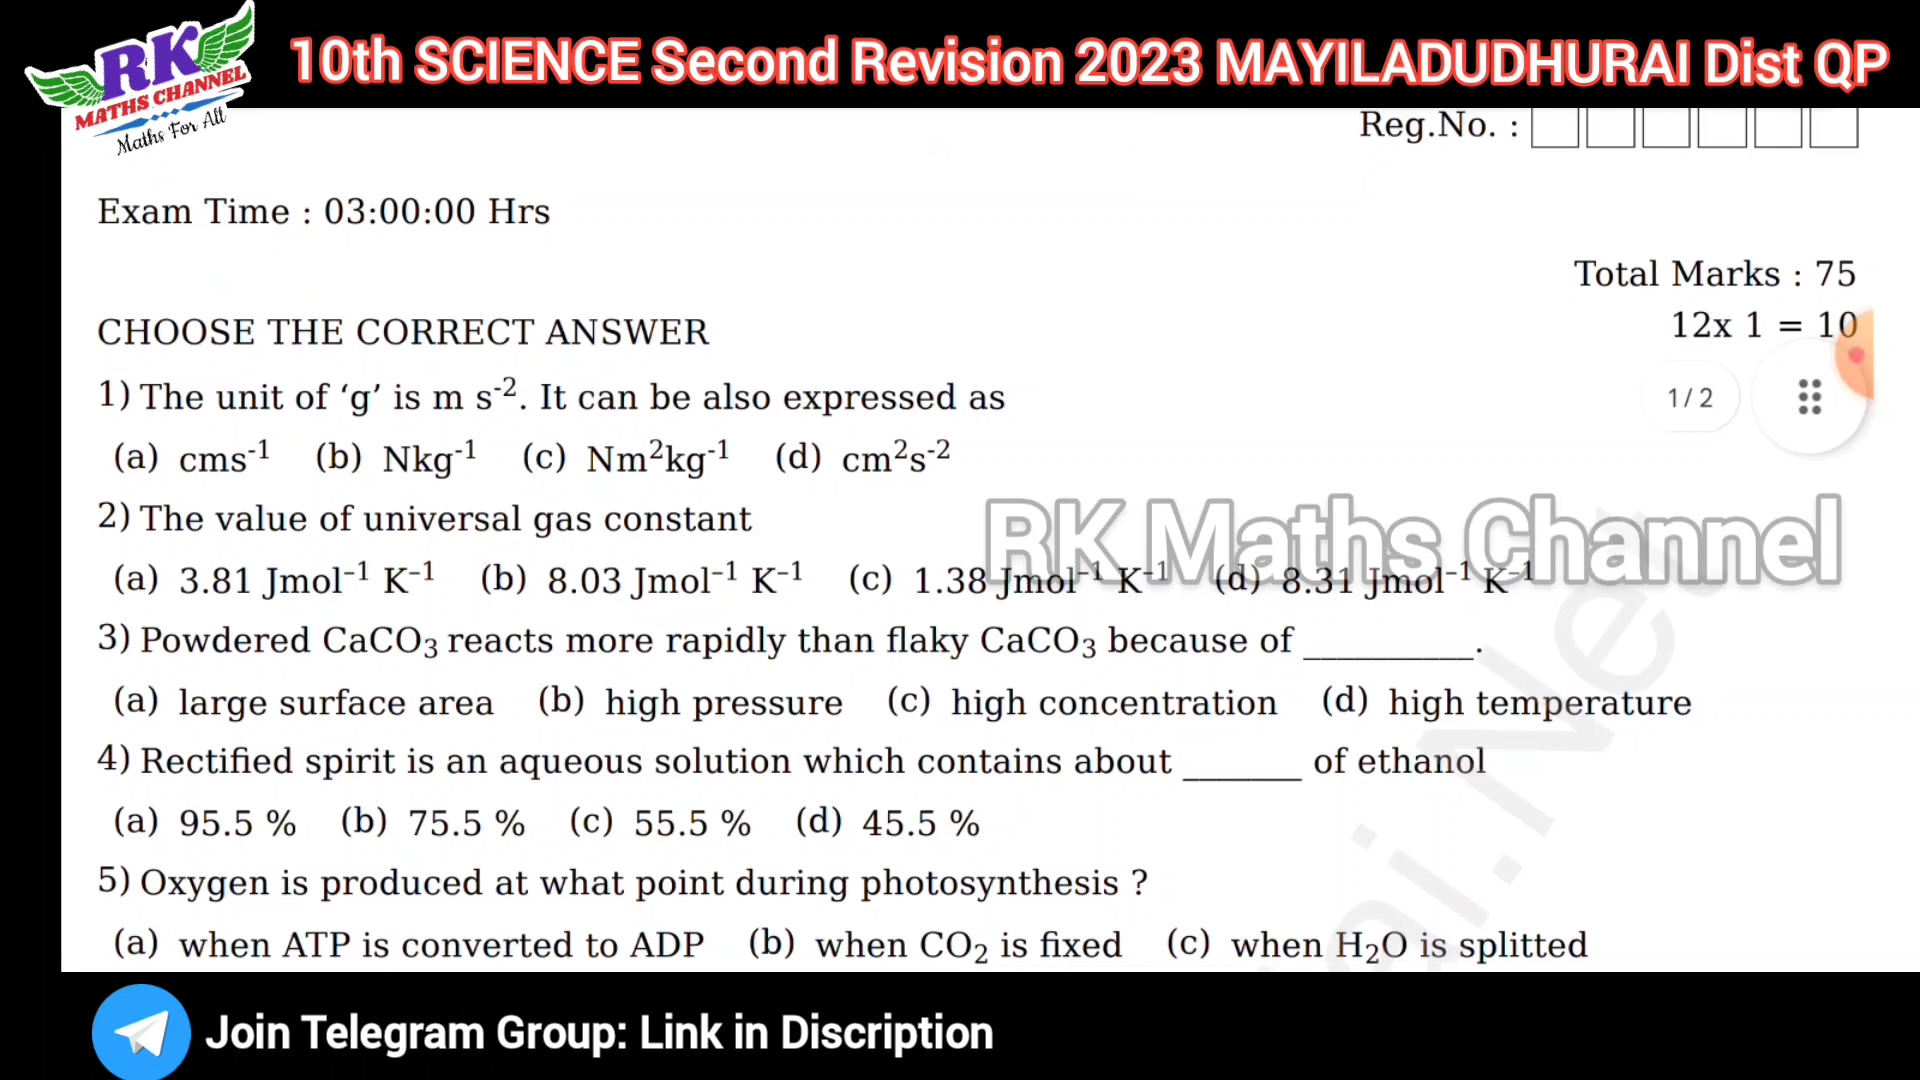 RK
MATHS CHANNEL
Maths For All
10th SCIENCE Second Revision 2023 MAYILADUDHURAI Dist QP
Reg.No. :
Exam Time : 03:00:00 Hrs
Total Marks : 75
CHOOSE THE CORRECT ANSWER 12x 1 = 10
1) The unit of ‘g’ is m s⁻². It can be also expressed as
1 / 2
(a) cms⁻¹ (b) Nkg⁻¹ (c) Nm²kg⁻¹ (d) cm²s⁻²
2) The value of universal gas constant
RK Maths Channel
(a) 3.81 Jmol⁻¹ K⁻¹ (b) 8.03 Jmol⁻¹ K⁻¹ (c) 1.38 Jmol⁻¹ K⁻¹ (d) 8.31 Jmol⁻¹ K⁻¹
3) Powdered CaCO₃ reacts more rapidly than flaky CaCO₃ because of __________.
(a) large surface area (b) high pressure (c) high concentration (d) high temperature
4) Rectified spirit is an aqueous solution which contains about _______ of ethanol
(a) 95.5 % (b) 75.5 % (c) 55.5 % (d) 45.5 %
5) Oxygen is produced at what point during photosynthesis ?
(a) when ATP is converted to ADP (b) when CO₂ is fixed (c) when H₂O is splitted
Join Telegram Group: Link in Discription